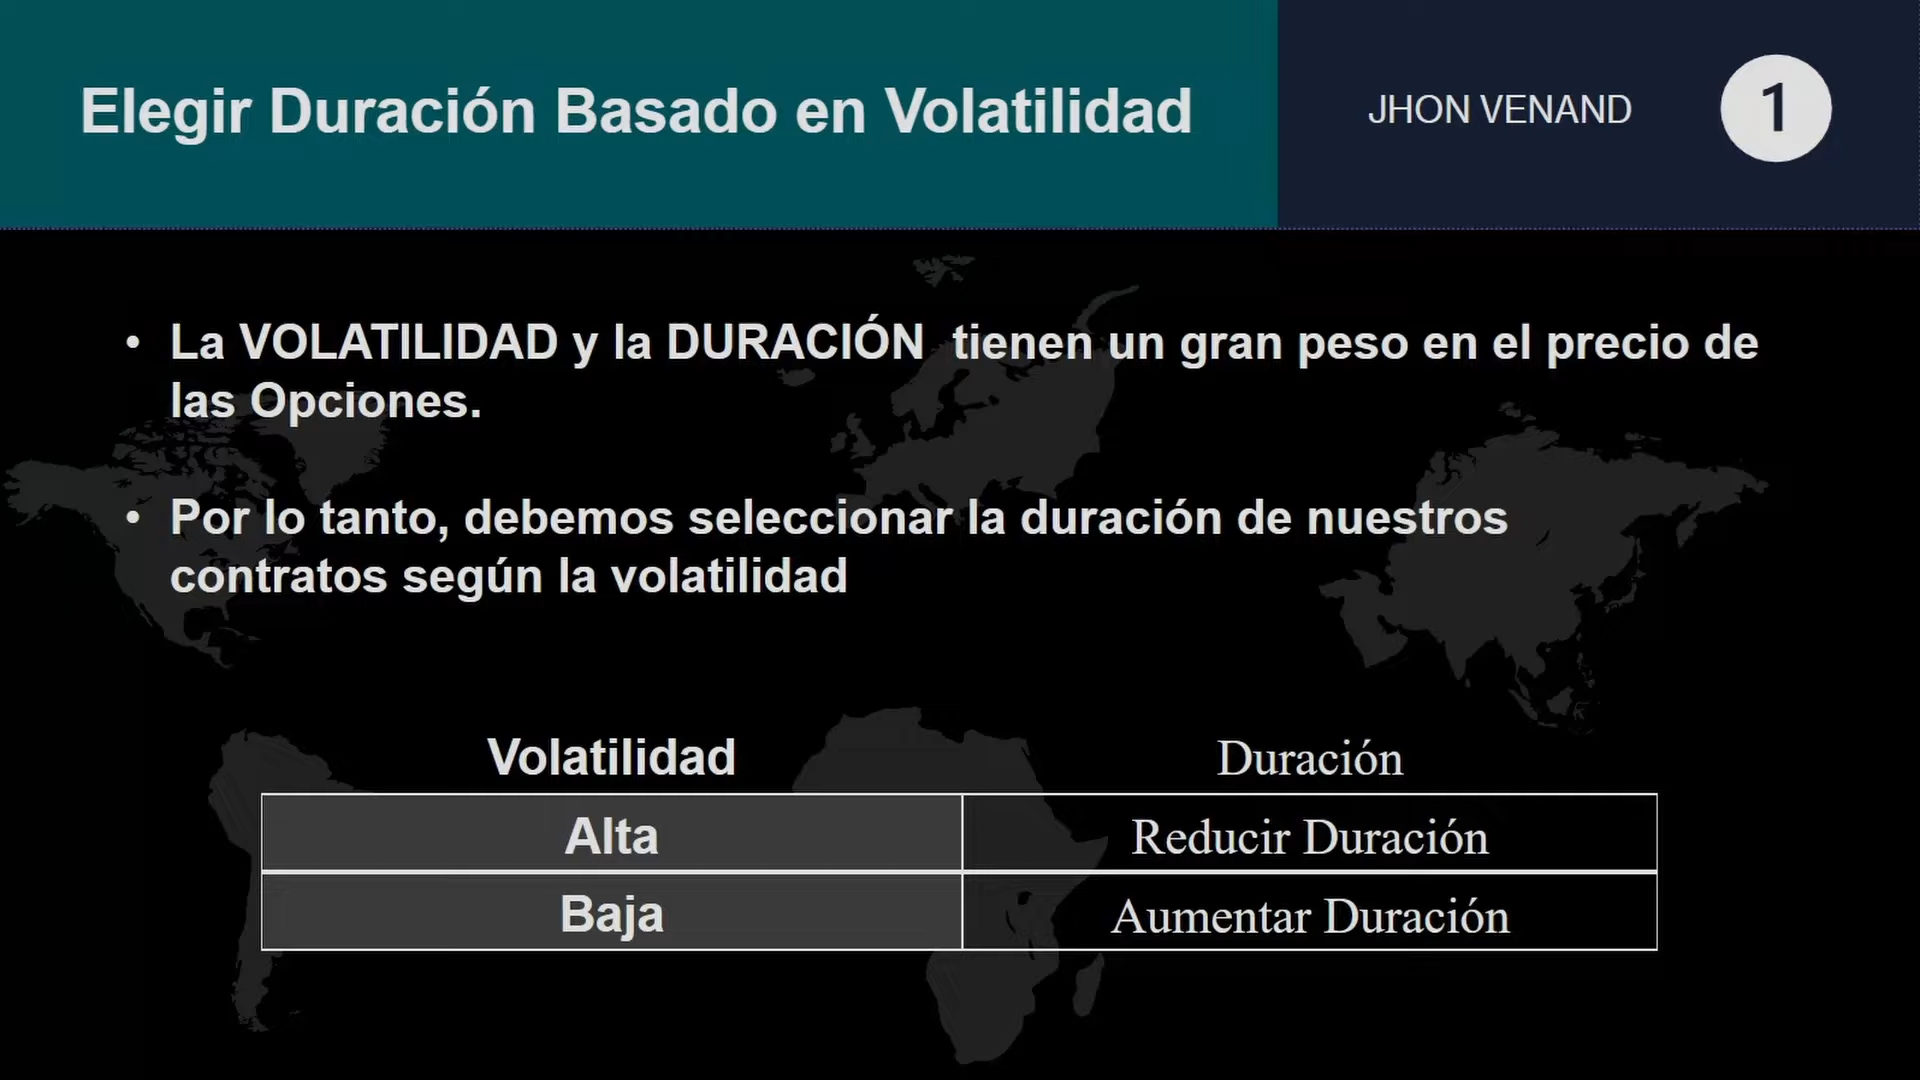 Elegir Duración Basado en Volatilidad
JHON VENAND
1
• La VOLATILIDAD y la DURACIÓN tienen un gran peso en el precio de
las Opciones.
• Por lo tanto, debemos seleccionar la duración de nuestros
contratos según la volatilidad
Volatilidad Duración
Alta Reducir Duración
Baja Aumentar Duración